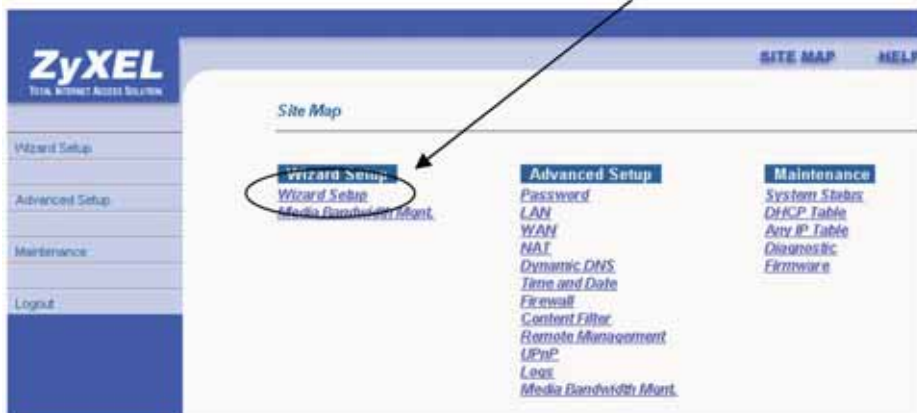 SITE MAP HELP
ZyXEL
TOTAL INTERNET ACCESS SOLUTION
Wizard Setup
Advanced Setup
Maintenance
Logout
Site Map
Wizard Setup
Wizard Setup
Media Bandwidth Mgnt.
Advanced Setup
Password
LAN
WAN
NAT
Dynamic DNS
Time and Date
Firewall
Content Filter
Remote Management
UPnP
Logs
Media Bandwidth Mgnt.
Maintenance
System Status
DHCP Table
Any IP Table
Diagnostic
Firmware